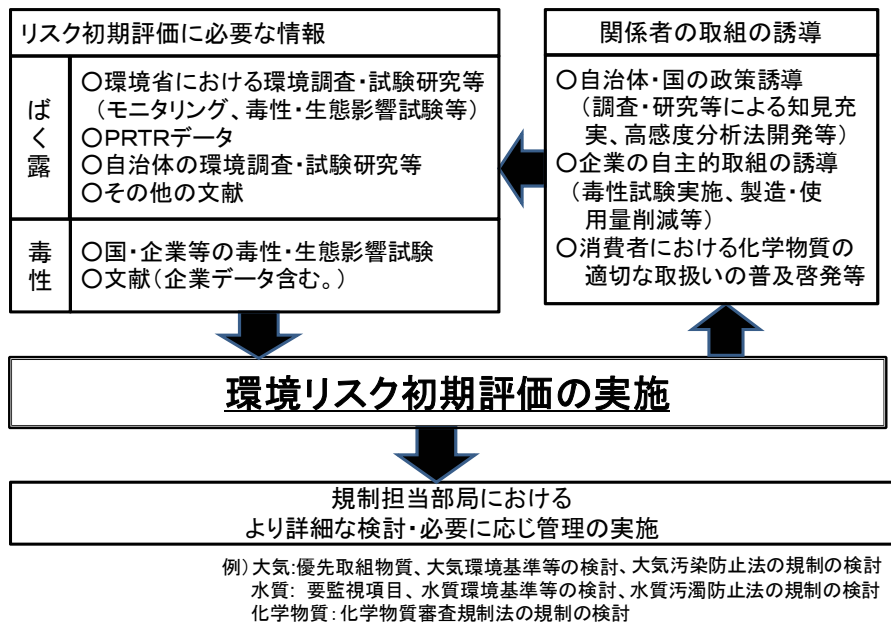 リスク初期評価に必要な情報
ばく露
○環境省における環境調査・試験研究等
(モニタリング、毒性・生態影響試験等)
○PRTRデータ
○自治体の環境調査・試験研究等
○その他の文献
毒性
○国・企業等の毒性・生態影響試験
○文献(企業データ含む。)
関係者の取組の誘導
○自治体・国の政策誘導
(調査・研究等による知見充
実、高感度分析法開発等)
○企業の自主的取組の誘導
(毒性試験実施、製造・使
用量削減等)
○消費者における化学物質の
適切な取扱いの普及啓発等
環境リスク初期評価の実施
規制担当部局における
より詳細な検討・必要に応じ管理の実施
例)大気:優先取組物質、大気環境基準等の検討、大気汚染防止法の規制の検討
水質: 要監視項目、水質環境基準等の検討、水質汚濁防止法の規制の検討
化学物質:化学物質審査規制法の規制の検討